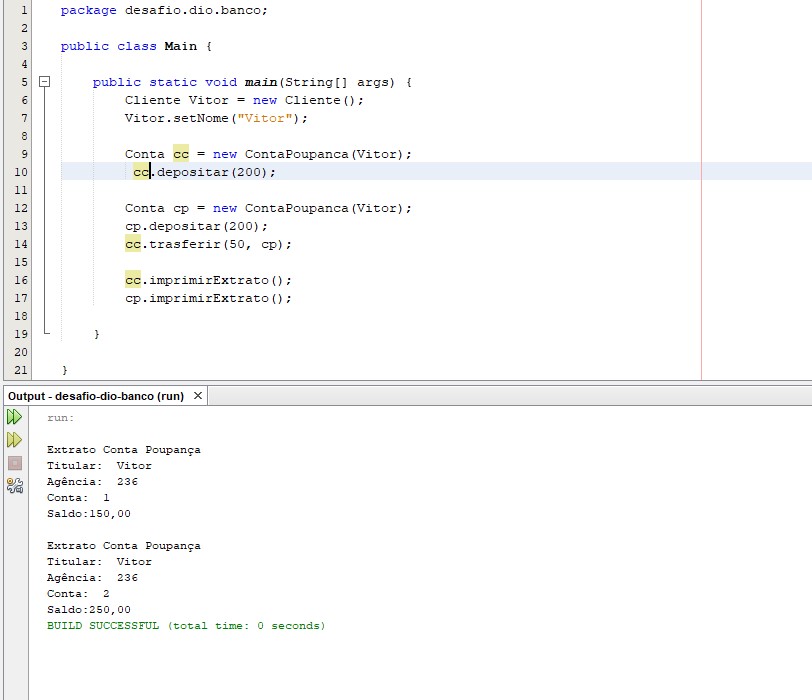 1 package desafio.dio.banco;
2
3 public class Main {
4
5 public static void main(String[] args) {
6 Cliente Vitor = new Cliente();
7 Vitor.setNome("Vitor");
8
9 Conta cc = new ContaPoupanca(Vitor);
10 cc.depositar(200);
11
12 Conta cp = new ContaPoupanca(Vitor);
13 cp.depositar(200);
14 cc.trasferir(50, cp);
15
16 cc.imprimirExtrato();
17 cp.imprimirExtrato();
18
19 }
20
21 }
Output - desafio-dio-banco (run) ×
run:
Extrato Conta Poupança
Titular: Vitor
Agência: 236
Conta: 1
Saldo:150,00
Extrato Conta Poupança
Titular: Vitor
Agência: 236
Conta: 2
Saldo:250,00
BUILD SUCCESSFUL (total time: 0 seconds)